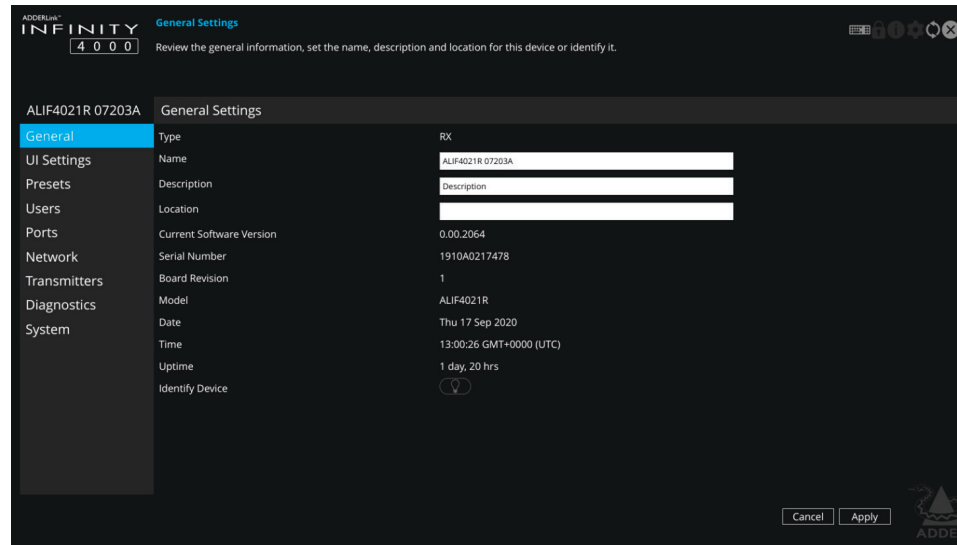 ADDERLink™
INFINITY
4000
General Settings
Review the general information, set the name, description and location for this device or identify it.
ALIF4021R 07203A
General Settings
General
UI Settings
Presets
Users
Ports
Network
Transmitters
Diagnostics
System
Type RX
Name ALIF4021R 07203A
Description Description
Location
Current Software Version 0.00.2064
Serial Number 1910A0217478
Board Revision 1
Model ALIF4021R
Date Thu 17 Sep 2020
Time 13:00:26 GMT+0000 (UTC)
Uptime 1 day, 20 hrs
Identify Device
Cancel Apply
ADDE